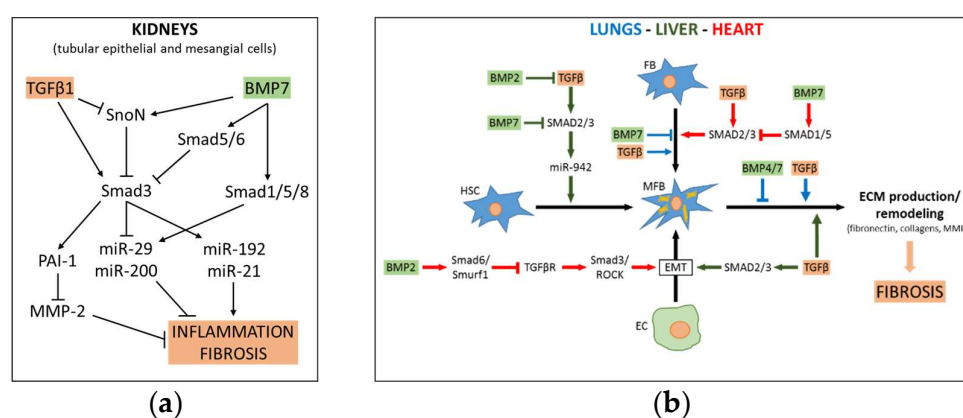 KIDNEYS
(tubular epithelial and mesangial cells)
TGFβ1
BMP7
SnoN
Smad5/6
Smad3
Smad1/5/8
PAI-1
miR-29
miR-200
miR-192
miR-21
MMP-2
INFLAMMATION
FIBROSIS
(a)
LUNGS - LIVER - HEART
BMP2
TGFβ
FB
TGFβ
BMP7
BMP7
SMAD2/3
BMP7
TGFβ
SMAD2/3
SMAD1/5
miR-942
BMP4/7
TGFβ
HSC
MFB
ECM production/
remodeling
(fibronectin, collagens,
BMP2
Smad6/
Smurf1
TGFβR
Smad3/
ROCK
EMT
SMAD2/3
TGFβ
FIBROSIS
EC
(b)